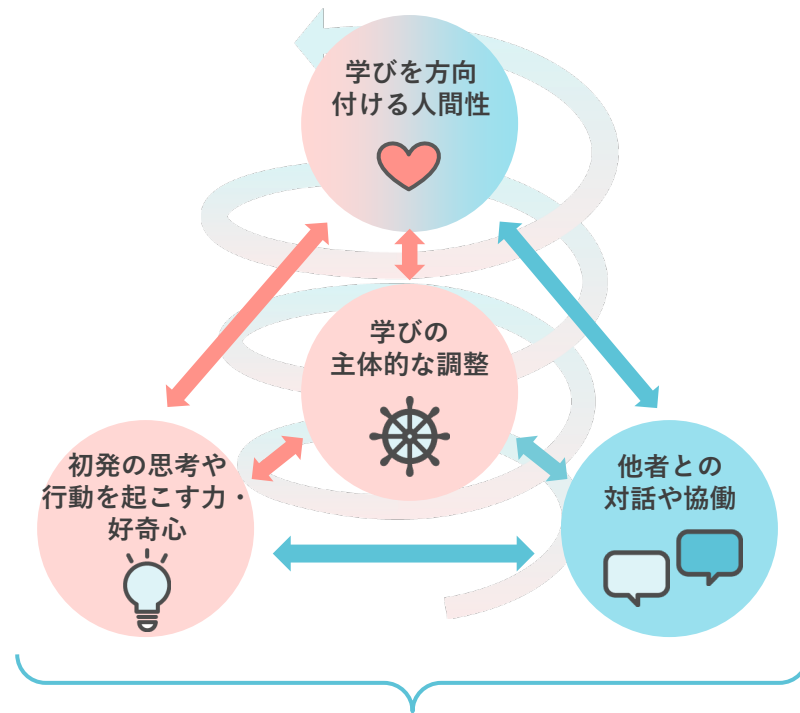 学びを方向
付ける人間性
学びの
主体的な調整
初発の思考や
行動を起こす力・
好奇心
他者との
対話や協働